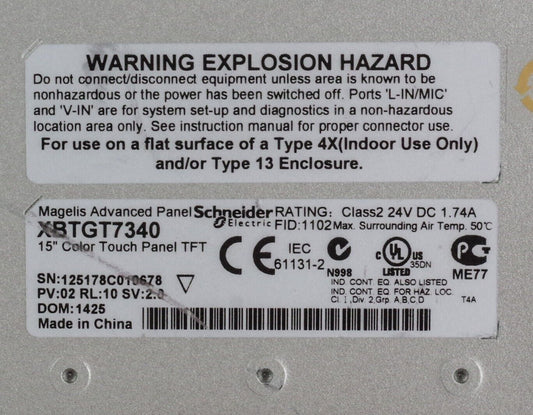 WARNING EXPLOSION HAZARD
Do not connect/disconnect equipment unless area is known to be
nonhazardous or the power has been switched off. Ports 'L-IN/MIC'
and 'V-IN' are for system set-up and diagnostics in a non-hazardous
location area only. See instruction manual for proper connector use.
For use on a flat surface of a Type 4X(Indoor Use Only)
and/or Type 13 Enclosure.
Magelis Advanced Panel Schneider Electric RATING: Class2 24V DC 1.74A
XBTGT7340 FID:1102 Max. Surrounding Air Temp. 50°C
15" Color Touch Panel TFT
CE IEC 61131-2 N998 c UL US LISTED 35DN ME77
SN:125178C010678
PV:02 RL:10 SV:2.0
IND. CONT. EQ. ALSO LISTED
IND. CONT. EQ. FOR HAZ. LOC.
Cl. I, Div. 2, Grp. A,B,C,D T4A
DOM:1425
Made in China